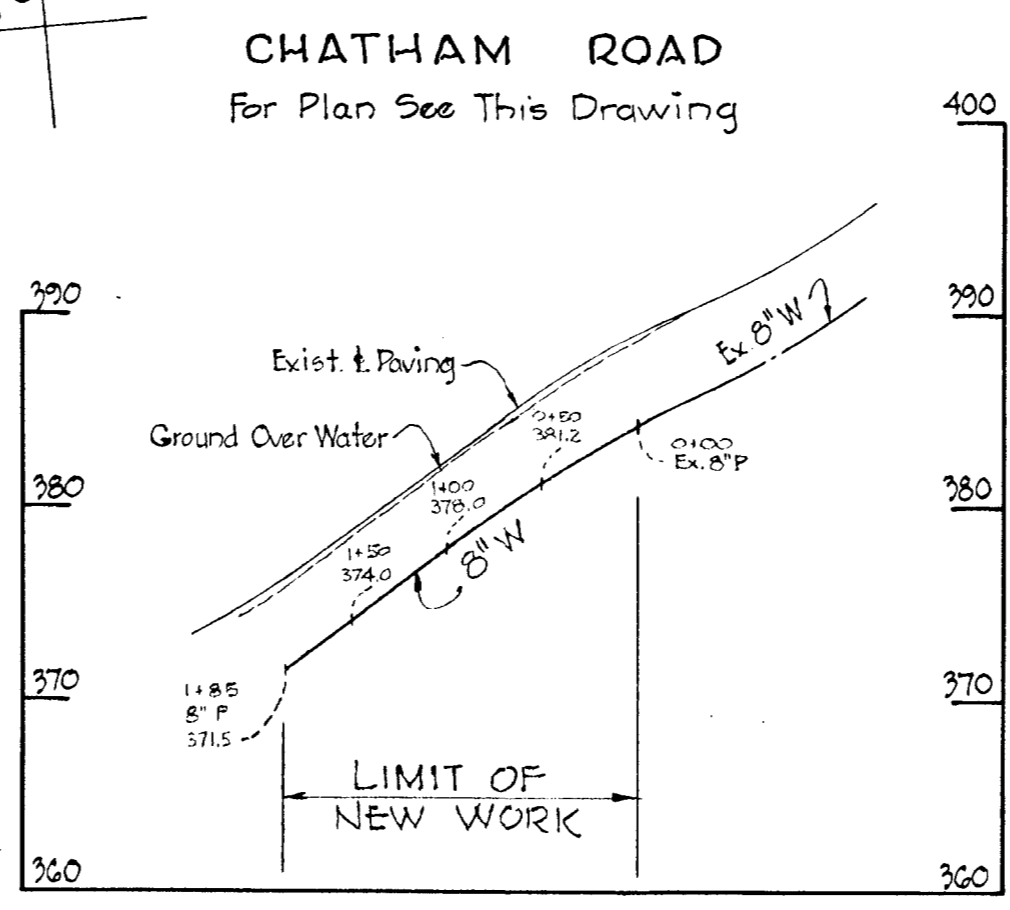 CHATHAM ROAD
For Plan See This Drawing
400
390
390
Ex. 8" W
Exist. ℄ Paving
Ground Over Water
0+50
381.2
0+00
Ex. 8" P
1+00
378.0
380
380
8" W
1+50
374.0
370
370
1+85
8" P
371.5
LIMIT OF
NEW WORK
360
360